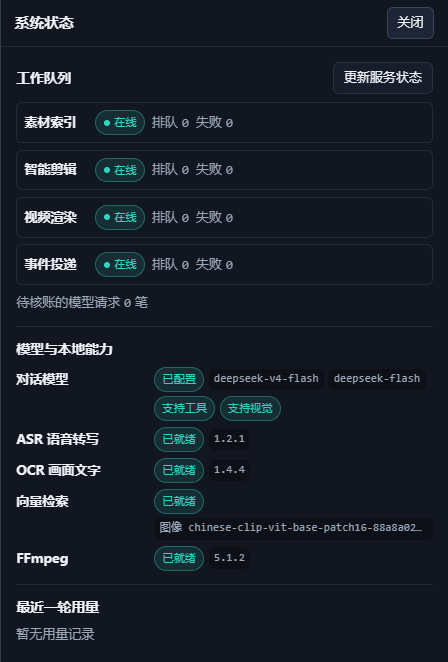 系统状态 关闭
工作队列 更新服务状态
素材索引 在线 排队 0 失败 0
智能剪辑 在线 排队 0 失败 0
视频渲染 在线 排队 0 失败 0
事件投递 在线 排队 0 失败 0
待核账的模型请求 0 笔
模型与本地能力
对话模型 已配置 deepseek-v4-flash deepseek-flash
支持工具 支持视觉
ASR 语音转写 已就绪 1.2.1
OCR 画面文字 已就绪 1.4.4
向量检索 已就绪
图像 chinese-clip-vit-base-patch16-88a8a02…
FFmpeg 已就绪 5.1.2
最近一轮用量
暂无用量记录